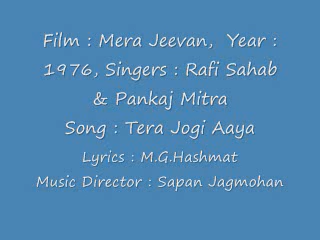 Film : Mera Jeevan, Year :
1976, Singers : Rafi Sahab
& Pankaj Mitra
Song : Tera Jogi Aaya
Lyrics : M.G.Hashmat
Music Director : Sapan Jagmohan